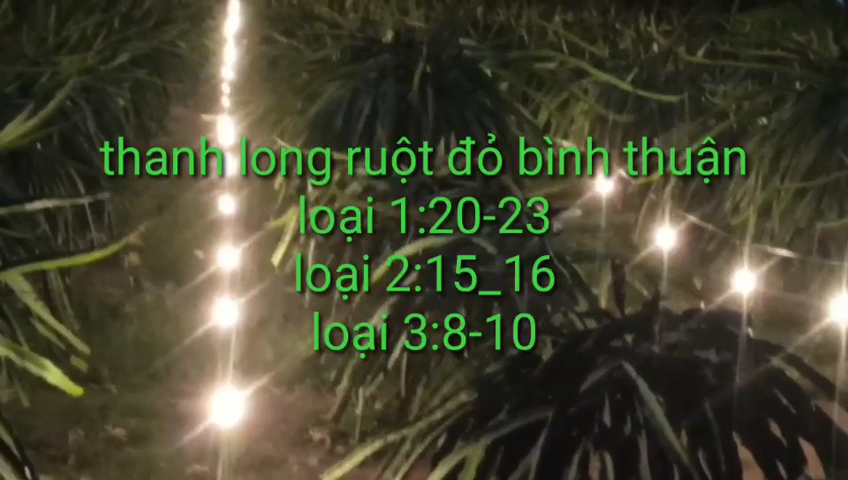 thanh long ruột đỏ bình thuận
loại 1:20-23
loại 2:15_16
loại 3:8-10